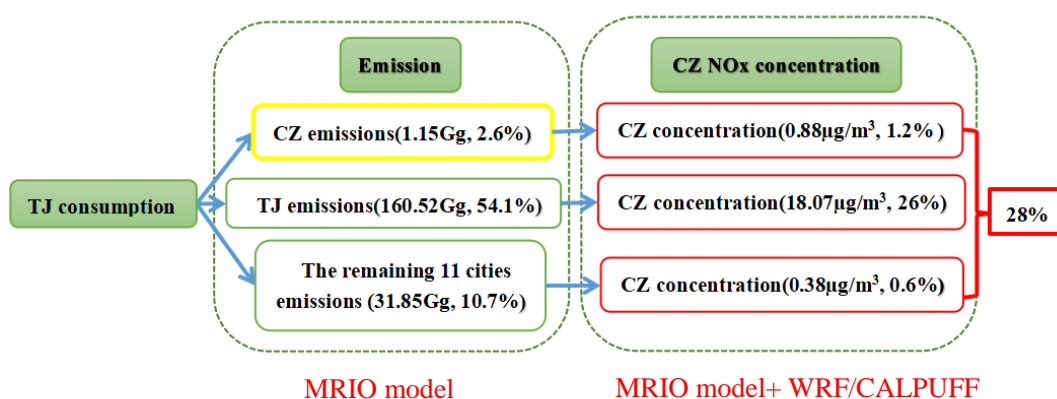 Emission
CZ NOx concentration
CZ emissions(1.15Gg, 2.6%)
CZ concentration(0.88μg/m³, 1.2% )
TJ consumption
TJ emissions(160.52Gg, 54.1%)
CZ concentration(18.07μg/m³, 26%)
28%
The remaining 11 cities
emissions (31.85Gg, 10.7%)
CZ concentration(0.38μg/m³, 0.6%)
MRIO model
MRIO model+ WRF/CALPUFF